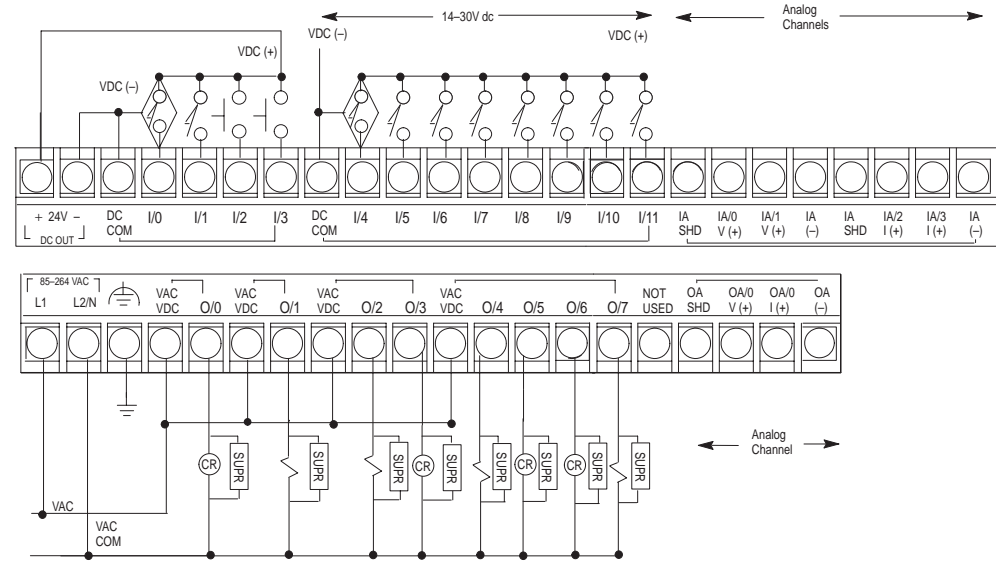 14–30V dc
Analog
Channels
VDC (–)
VDC (+)
VDC (+)
VDC (–)
+ 24V –
DC OUT
DC
COM
I/0
I/1
I/2
I/3
DC
COM
I/4
I/5
I/6
I/7
I/8
I/9
I/10
I/11
IA
SHD
IA/0
V (+)
IA/1
V (+)
IA
(–)
IA
SHD
IA/2
I (+)
IA/3
I (+)
IA
(–)
85–264 VAC
L1
L2/N
VAC
VDC
O/0
VAC
VDC
O/1
VAC
VDC
O/2
O/3
VAC
VDC
O/4
O/5
O/6
O/7
NOT
USED
OA
SHD
OA/0
V (+)
OA/0
I (+)
OA
(–)
CR
SUPR
SUPR
SUPR
CR
SUPR
SUPR
CR
SUPR
CR
SUPR
SUPR
Analog
Channel
VAC
VAC
COM